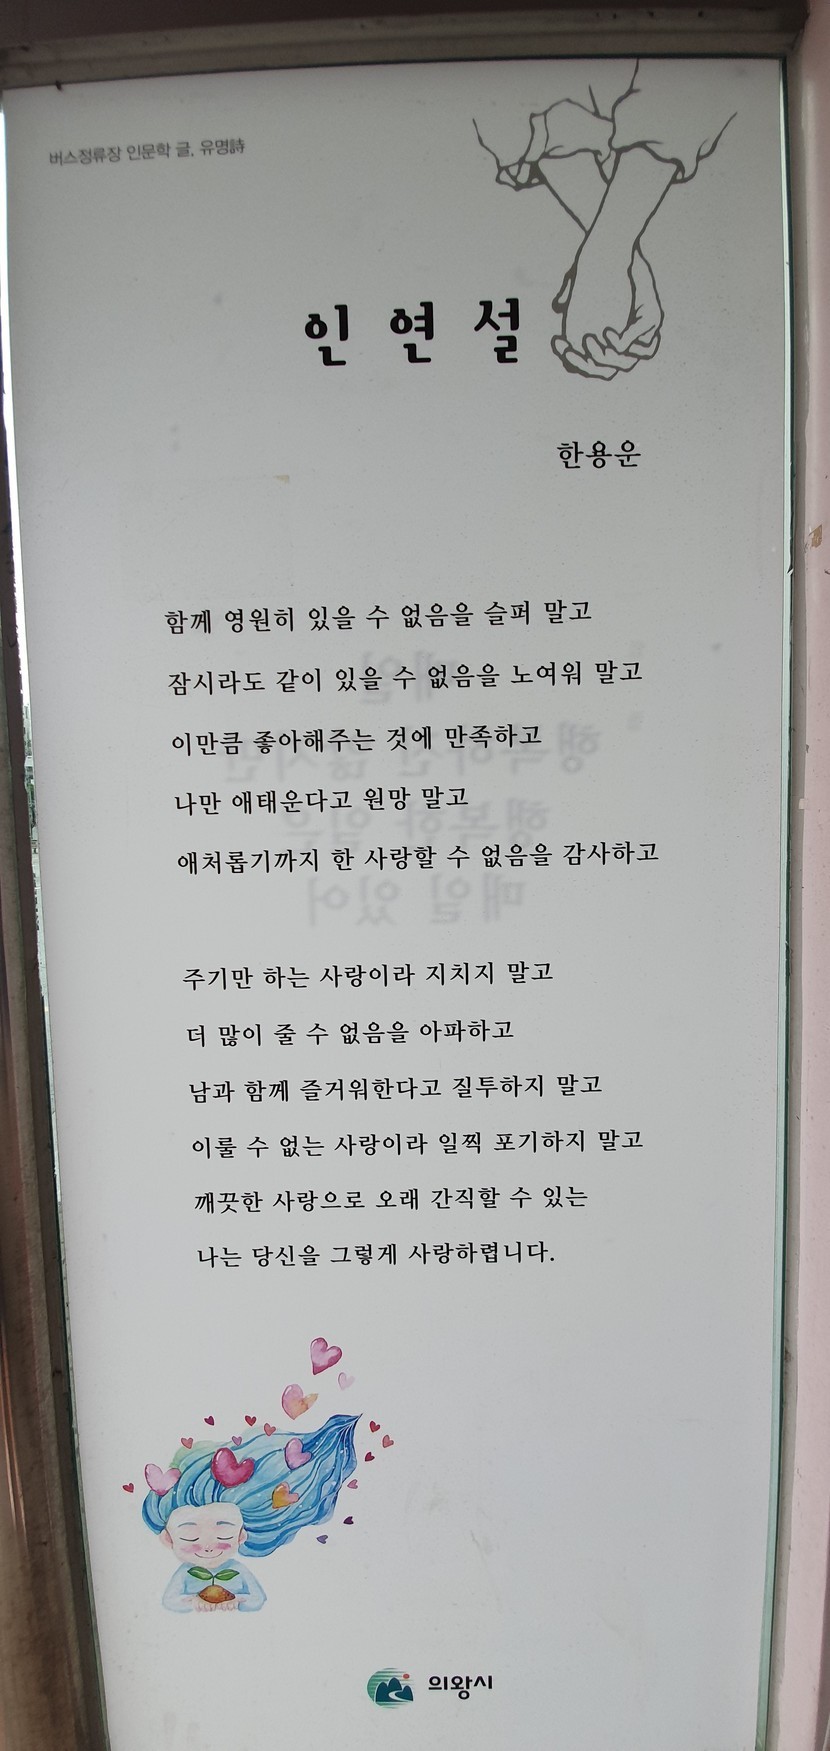 버스정류장 인문학 글, 유명詩
인연설
한용운
함께 영원히 있을 수 없음을 슬퍼 말고
잠시라도 같이 있을 수 없음을 노여워 말고
이만큼 좋아해주는 것에 만족하고
나만 애태운다고 원망 말고
애처롭기까지 한 사랑할 수 없음을 감사하고
주기만 하는 사랑이라 지치지 말고
더 많이 줄 수 없음을 아파하고
남과 함께 즐거워한다고 질투하지 말고
이룰 수 없는 사랑이라 일찍 포기하지 말고
깨끗한 사랑으로 오래 간직할 수 있는
나는 당신을 그렇게 사랑하렵니다.
의왕시